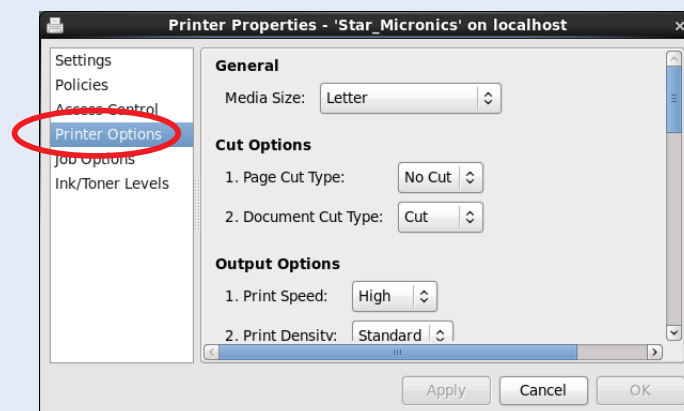 Printer Properties - 'Star_Micronics' on localhost
Settings
Policies
Access Control
Printer Options
Job Options
Ink/Toner Levels
General
Media Size: Letter
Cut Options
1. Page Cut Type: No Cut
2. Document Cut Type: Cut
Output Options
1. Print Speed: High
2. Print Density: Standard
Apply Cancel OK